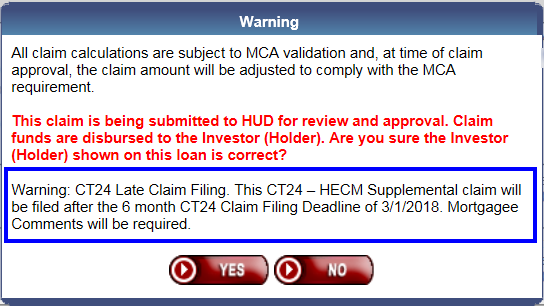 Warning
All claim calculations are subject to MCA validation and, at time of claim
approval, the claim amount will be adjusted to comply with the MCA
requirement.
This claim is being submitted to HUD for review and approval. Claim
funds are disbursed to the Investor (Holder). Are you sure the Investor
(Holder) shown on this loan is correct?
Warning: CT24 Late Claim Filing. This CT24 – HECM Supplemental claim will
be filed after the 6 month CT24 Claim Filing Deadline of 3/1/2018. Mortgagee
Comments will be required.
YES NO